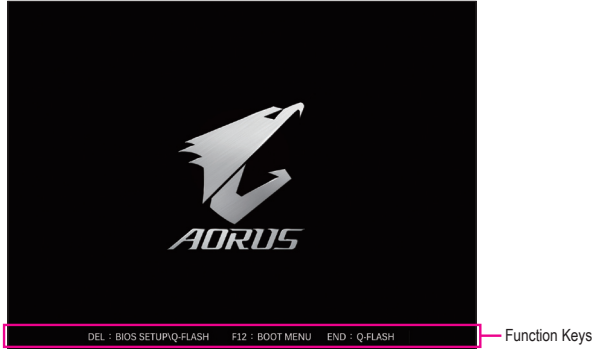 AORUS
DEL : BIOS SETUP\Q-FLASH F12 : BOOT MENU END : Q-FLASH
Function Keys